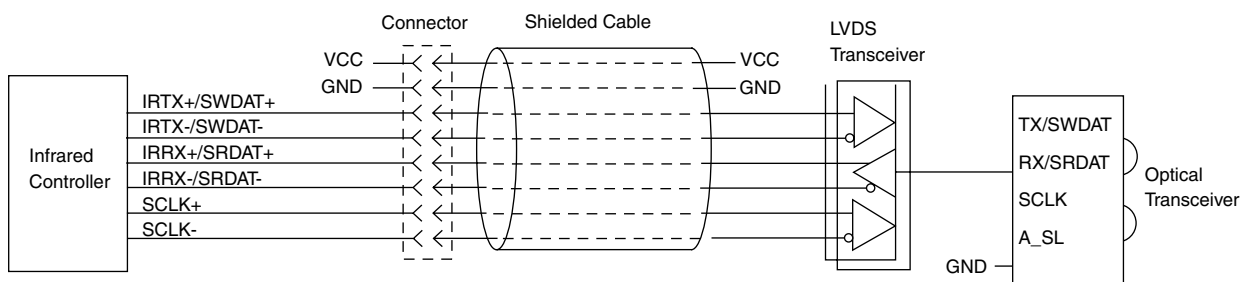 Connector
Shielded Cable
LVDS
Transceiver
VCC
VCC
GND
GND
IRTX+/SWDAT+
IRTX-/SWDAT-
IRRX+/SRDAT+
IRRX-/SRDAT-
SCLK+
SCLK-
Infrared
Controller
TX/SWDAT
RX/SRDAT
SCLK
A_SL
GND
Optical
Transceiver